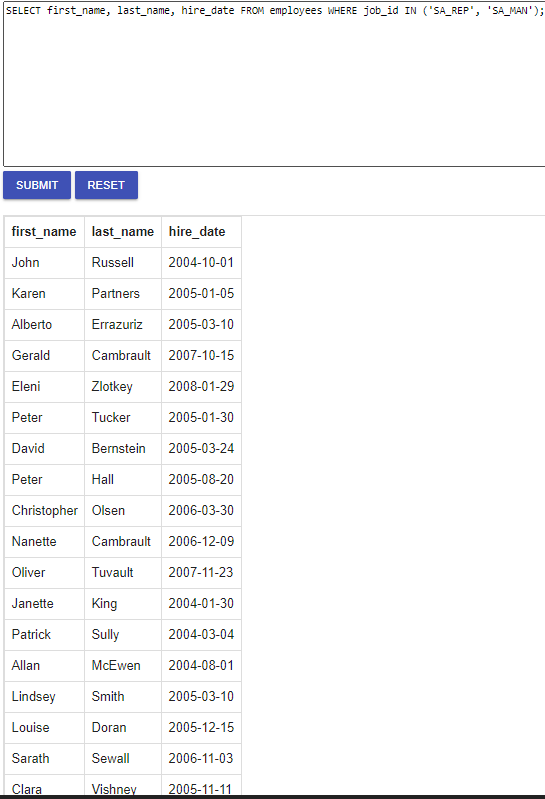 SELECT first_name, last_name, hire_date FROM employees WHERE job_id IN ('SA_REP', 'SA_MAN');
SUBMIT RESET
first_name last_name hire_date
John Russell 2004-10-01
Karen Partners 2005-01-05
Alberto Errazuriz 2005-03-10
Gerald Cambrault 2007-10-15
Eleni Zlotkey 2008-01-29
Peter Tucker 2005-01-30
David Bernstein 2005-03-24
Peter Hall 2005-08-20
Christopher Olsen 2006-03-30
Nanette Cambrault 2006-12-09
Oliver Tuvault 2007-11-23
Janette King 2004-01-30
Patrick Sully 2004-03-04
Allan McEwen 2004-08-01
Lindsey Smith 2005-03-10
Louise Doran 2005-12-15
Sarath Sewall 2006-11-03
Clara Vishney 2005-11-11